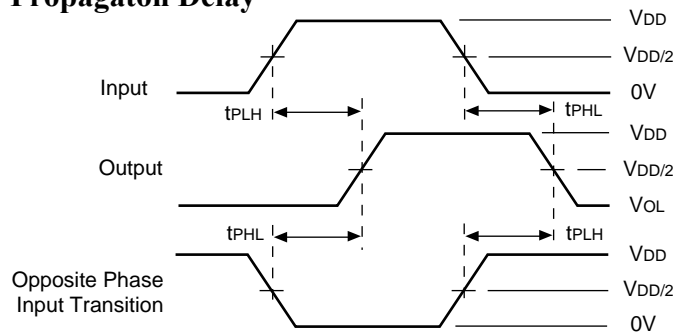 Propagaton Delay
VDD
VDD/2
Input
0V
tPLH
tPHL
VDD
Output
VDD/2
VOL
tPHL
tPLH
VDD
Opposite Phase
Input Transition
VDD/2
0V